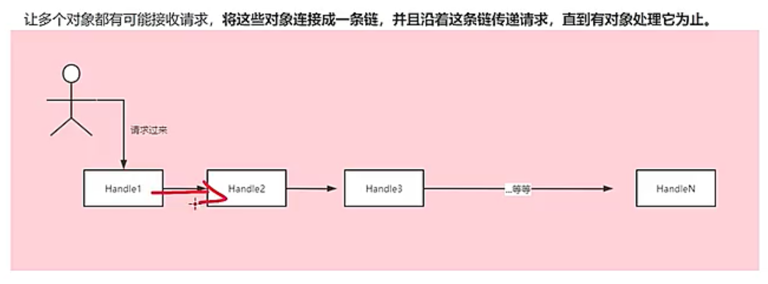 让多个对象都有可能接收请求，将这些对象连接成一条链，并且沿着这条链传递请求，直到有对象处理它为止。
请求过来
Handle1
Handle2
Handle3
...等等
HandleN